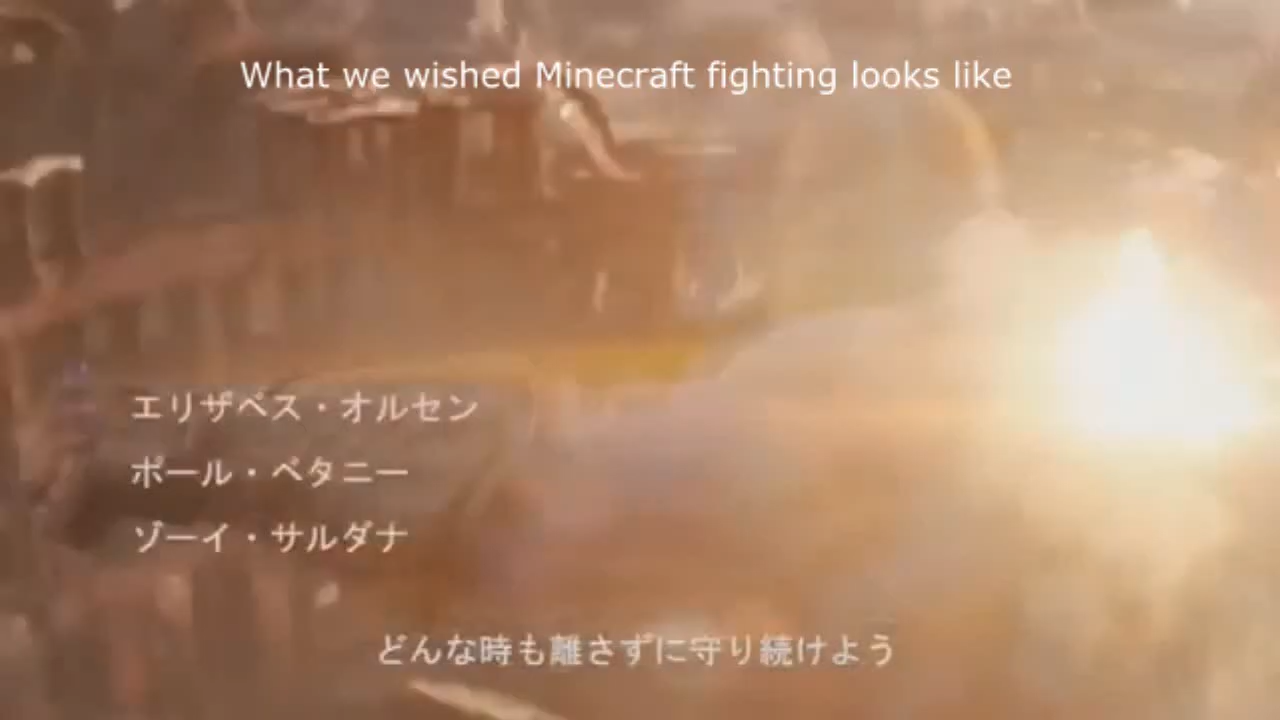 What we wished Minecraft fighting looks like
エリザベス・オルセン
ポール・ベタニー
ゾーイ・サルダナ
どんな時も離さずに守り続けよう